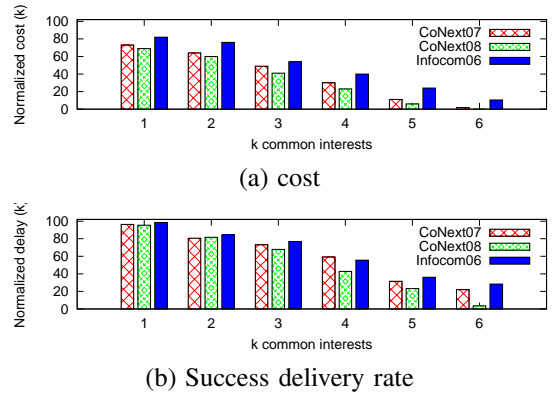 Normalized cost (k)
100
80
60
40
20
0
CoNext07
CoNext08
Infocom06
1 2 3 4 5 6
k common interests
(a) cost
Normalized delay (k)
100
80
60
40
20
0
CoNext07
CoNext08
Infocom06
1 2 3 4 5 6
k common interests
(b) Success delivery rate